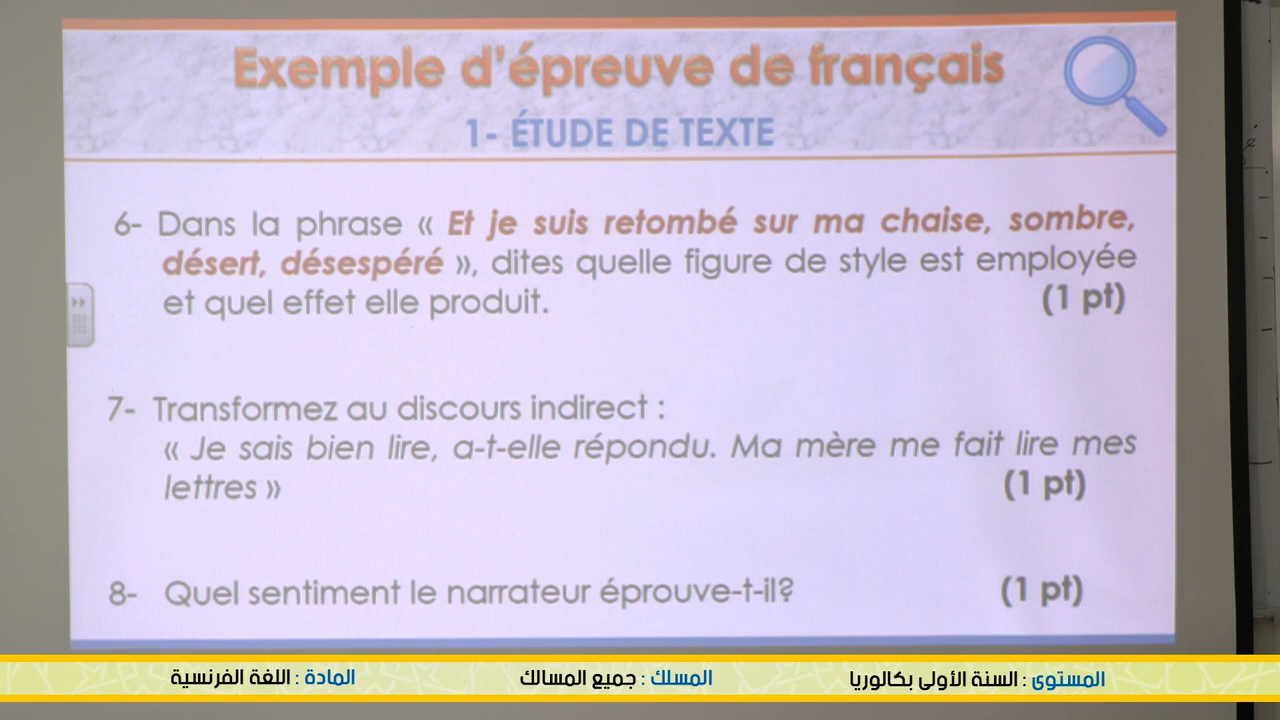 Exemple d'épreuve de français
1- ÉTUDE DE TEXTE
6- Dans la phrase « Et je suis retombé sur ma chaise, sombre,
désert, désespéré », dites quelle figure de style est employée
et quel effet elle produit. (1 pt)
7- Transformez au discours indirect :
« Je sais bien lire, a-t-elle répondu. Ma mère me fait lire mes
lettres » (1 pt)
8- Quel sentiment le narrateur éprouve-t-il? (1 pt)
المستوى : السنة الأولى بكالوريا المسلك : جميع المسالك المادة : اللغة الفرنسية